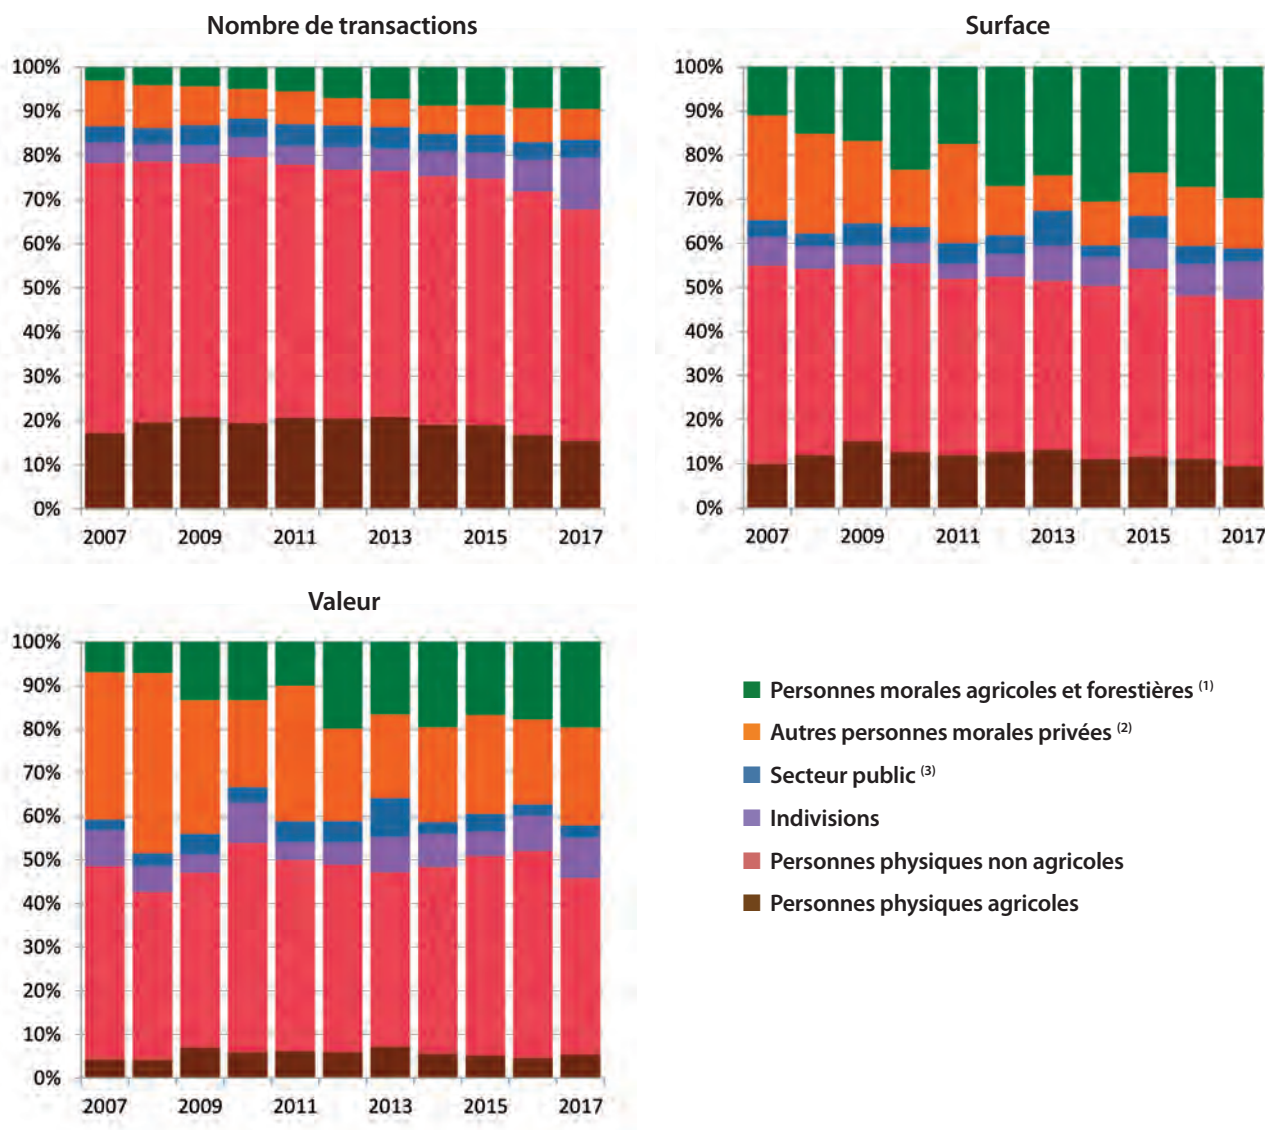 Nombre de transactions
100%
90%
80%
70%
60%
50%
40%
30%
20%
10%
0%
2007 2009 2011 2013 2015 2017
Surface
100%
90%
80%
70%
60%
50%
40%
30%
20%
10%
0%
2007 2009 2011 2013 2015 2017
Valeur
100%
90%
80%
70%
60%
50%
40%
30%
20%
10%
0%
2007 2009 2011 2013 2015 2017
Personnes morales agricoles et forestières (1)
Autres personnes morales privées (2)
Secteur public (3)
Indivisions
Personnes physiques non agricoles
Personnes physiques agricoles